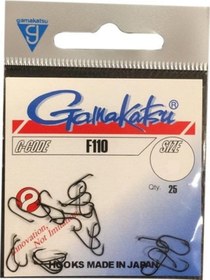 gamakatsu
g
Gamakatsu®
G-CODE F110 SIZE
Qty. 25
Innovation,
Not Imitation
HOOKS MADE IN JAPAN